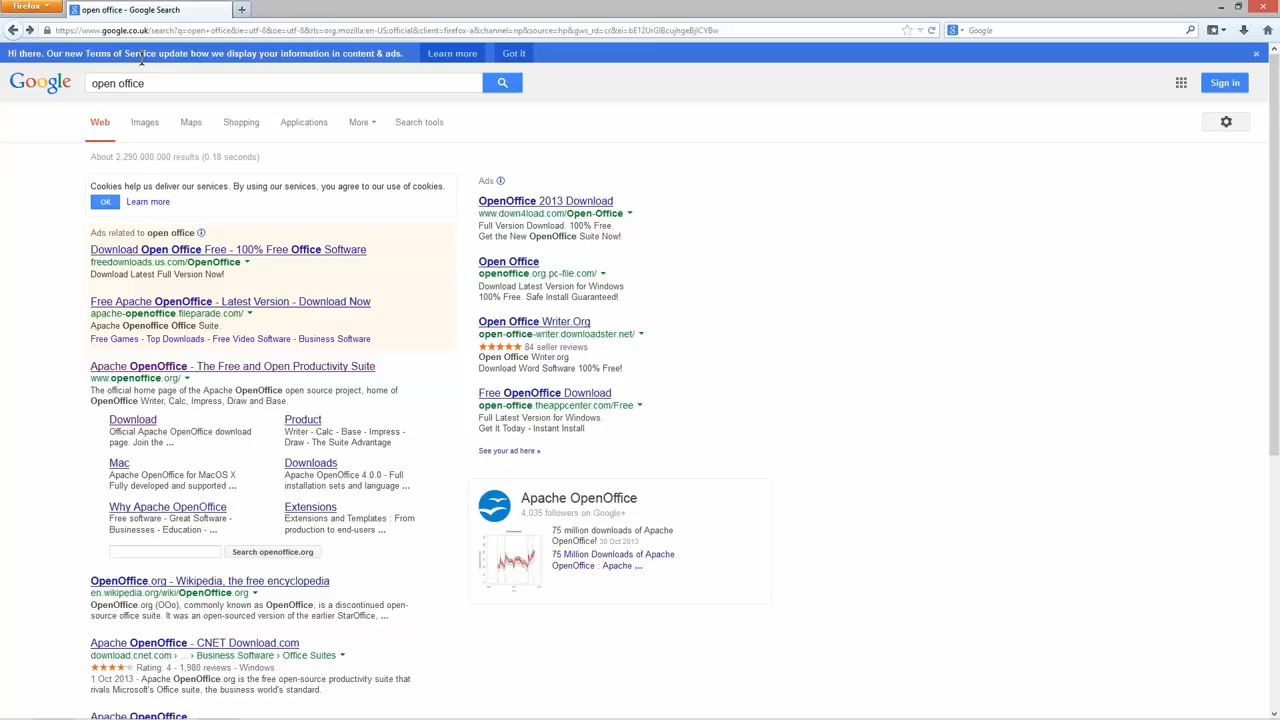 Firefox
open office - Google Search
https://www.google.co.uk/search?q=open+office&ie=utf-8&oe=utf-8&rls=org.mozilla:en-US:official&client=firefox-a&channel=np&source=hp&gws_rd=cr&ei=
Google
Hi there. Our new Terms of Service update how we display your information in content & ads.
Learn more
Got it
Google
open office
Sign in
Web
Images
Maps
Shopping
Applications
More
Search tools
About 2,290,000,000 results (0.18 seconds)
Cookies help us deliver our services. By using our services, you agree to our use of cookies.
OK
Learn more
Ads related to open office
Download Open Office Free - 100% Free Office Software
freedownloads.us.com/OpenOffice
Download Latest Full Version Now!
Free Apache OpenOffice - Latest Version - Download Now
apache-openoffice.fileparade.com/
Apache Openoffice Office Suite.
Free Games - Top Downloads - Free Video Software - Business Software
Apache OpenOffice - The Free and Open Productivity Suite
www.openoffice.org/
The official home page of the Apache OpenOffice open source project, home of
OpenOffice Writer, Calc, Impress, Draw and Base.
Download
Official Apache OpenOffice download
page. Join the ...
Product
Writer - Calc - Base - Impress -
Draw - The Suite Advantage
Mac
Apache OpenOffice for MacOS X
Fully developed and supported ...
Downloads
Apache OpenOffice 4.0.0 - Full
installation sets and language ...
Why Apache OpenOffice
Free software - Great Software -
Businesses - Education - ...
Extensions
Extensions and Templates : From
production to end-users ...
Search openoffice.org
OpenOffice.org - Wikipedia, the free encyclopedia
en.wikipedia.org/wiki/OpenOffice.org
OpenOffice.org (OOo), commonly known as OpenOffice, is a discontinued open-
source office suite. It was an open-sourced version of the earlier StarOffice, ...
Apache OpenOffice - CNET Download.com
download.cnet.com › ... › Business Software › Office Suites
Rating: 4 - 1,980 reviews - Windows
1 Oct 2013 - Apache OpenOffice.org is the free open-source productivity suite that
rivals Microsoft's Office suite, the business world's standard.
Apache OpenOffice
Ads
OpenOffice 2013 Download
www.down4load.com/Open-Office
Full Version Download. 100% Free.
Get the New OpenOffice Suite Now!
Open Office
openoffice.org.pc-file.com/
Download Latest Version for Windows
100% Free. Safe Install Guaranteed!
Open Office Writer.Org
open-office-writer.downloadster.net/
84 seller reviews
Open Office Writer.org
Download Word Software 100% Free!
Free OpenOffice Download
open-office.theappcenter.com/Free
Full Latest Version for Windows.
Get It Today - Instant Install
See your ad here »
Apache OpenOffice
4,035 followers on Google+
75 million downloads of Apache
OpenOffice! 30 Oct 2013
75 Million Downloads of Apache
OpenOffice : Apache ...